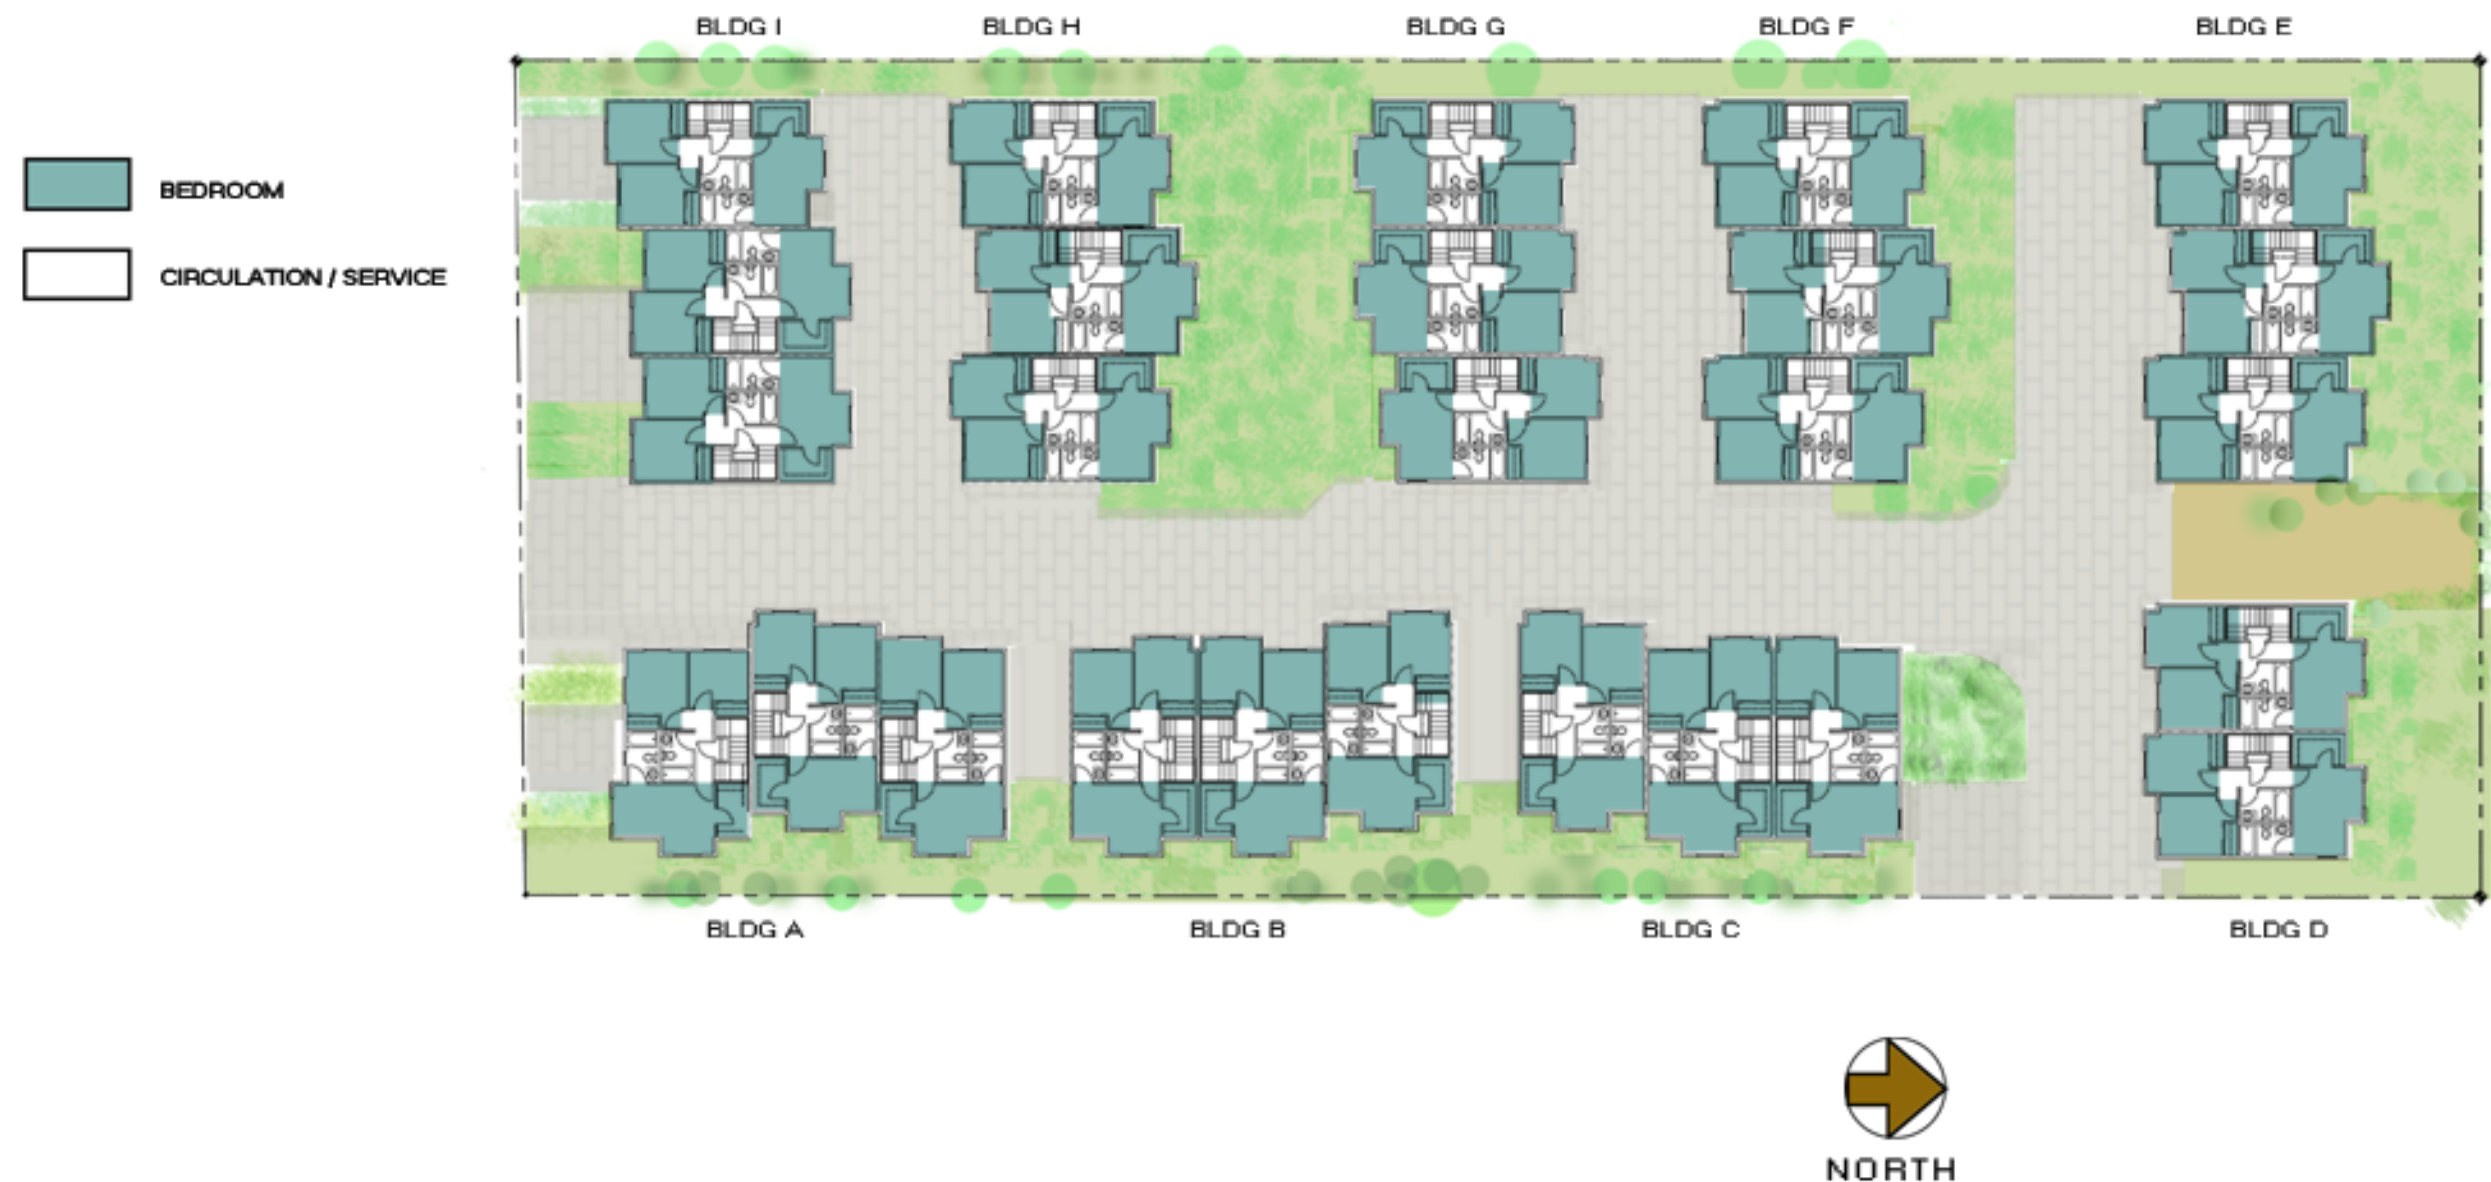 BLDG I
BLDG H
BLDG G
BLDG F
BLDG E
BEDROOM
CIRCULATION / SERVICE
BLDG A
BLDG B
BLDG C
BLDG D
NORTH